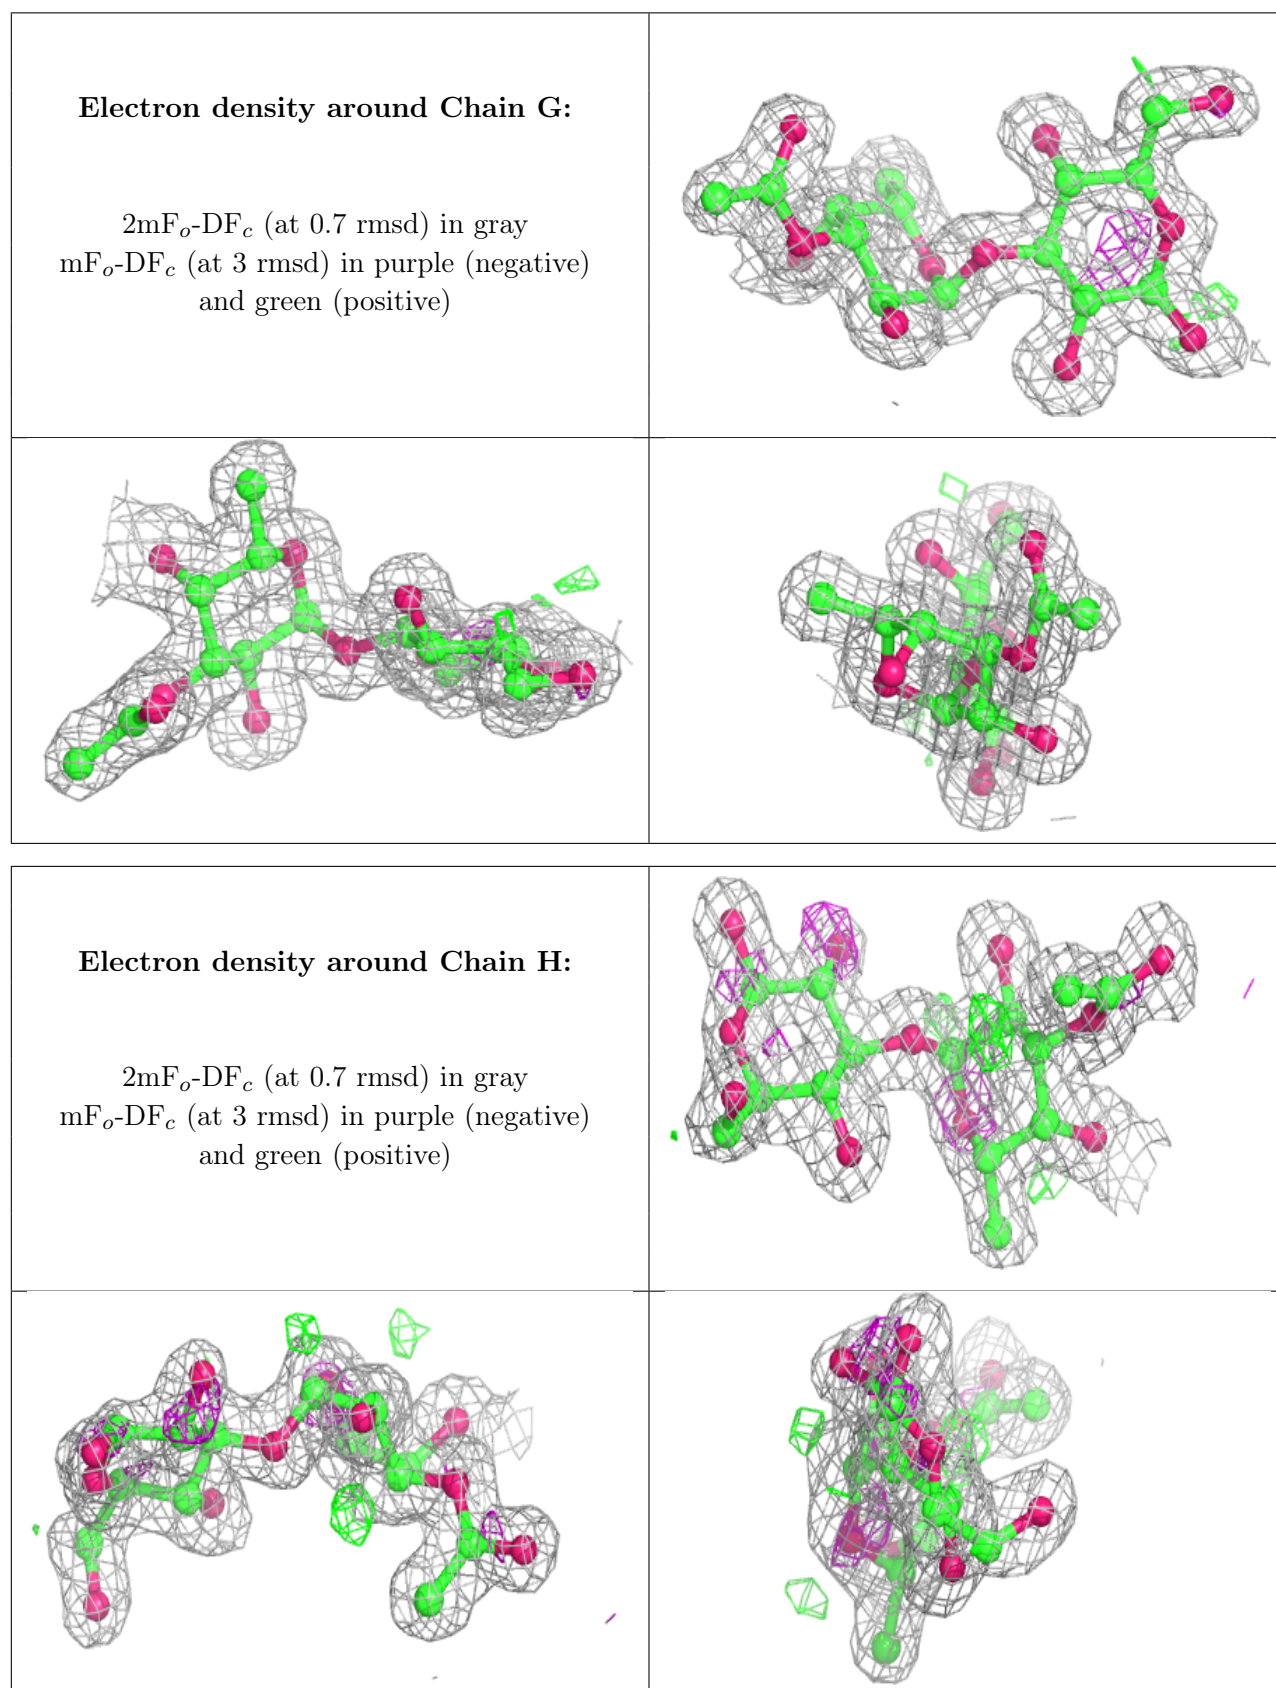 Electron density around Chain G:
2mFo-DFc (at 0.7 rmsd) in gray
mFo-DFc (at 3 rmsd) in purple (negative)
and green (positive)
Electron density around Chain H:
2mFo-DFc (at 0.7 rmsd) in gray
mFo-DFc (at 3 rmsd) in purple (negative)
and green (positive)